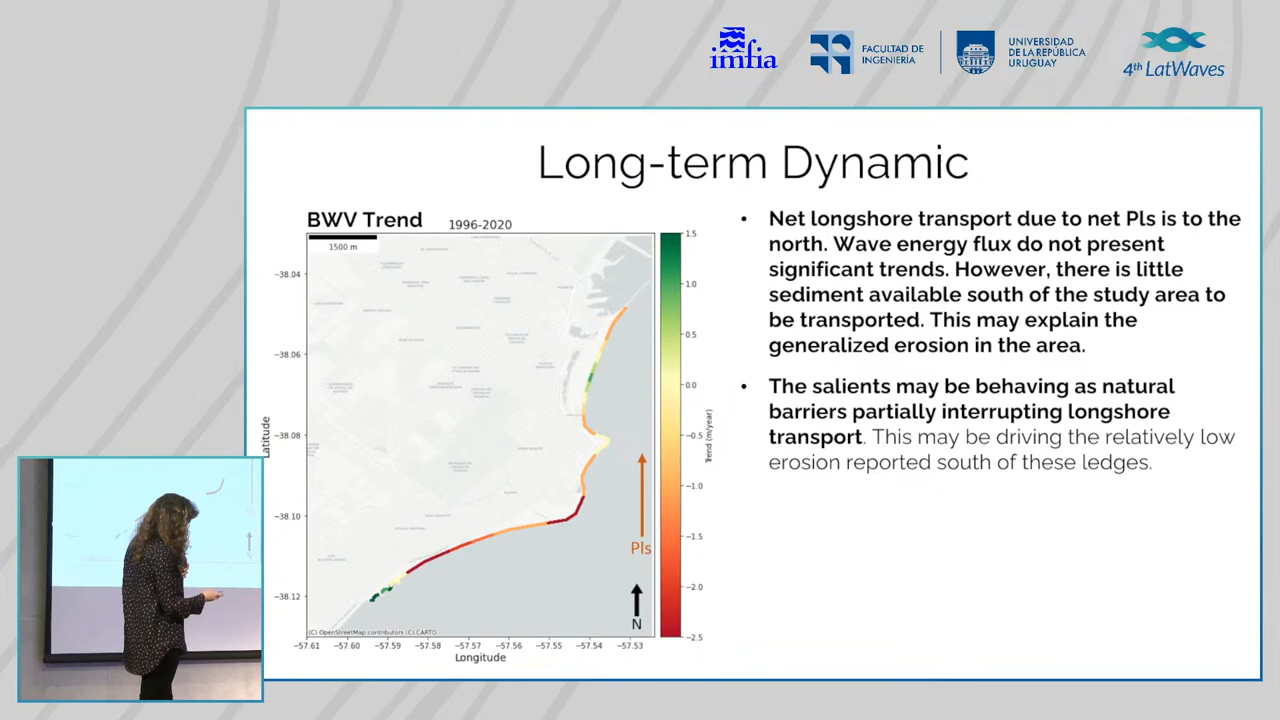 imfia
FACULTAD DE
INGENIERÍA
UNIVERSIDAD
DE LA REPÚBLICA
URUGUAY
4th LatWaves
Long-term Dynamic
BWV Trend
1996-2020
1500 m
−38.04
−38.06
−38.08
−38.10
−38.12
Latitude
(C) OpenStreetMap contributors (C) CARTO
−57.61
−57.60
−57.59
−57.58
−57.57
−57.56
−57.55
−57.54
−57.53
Longitude
Pls
N
1.5
1.0
0.5
0.0
−0.5
−1.0
−1.5
−2.0
−2.5
Trend (m/year)
• Net longshore transport due to net Pls is to the
north. Wave energy flux do not present
significant trends. However, there is little
sediment available south of the study area to
be transported. This may explain the
generalized erosion in the area.
• The salients may be behaving as natural
barriers partially interrupting longshore
transport. This may be driving the relatively low
erosion reported south of these ledges.